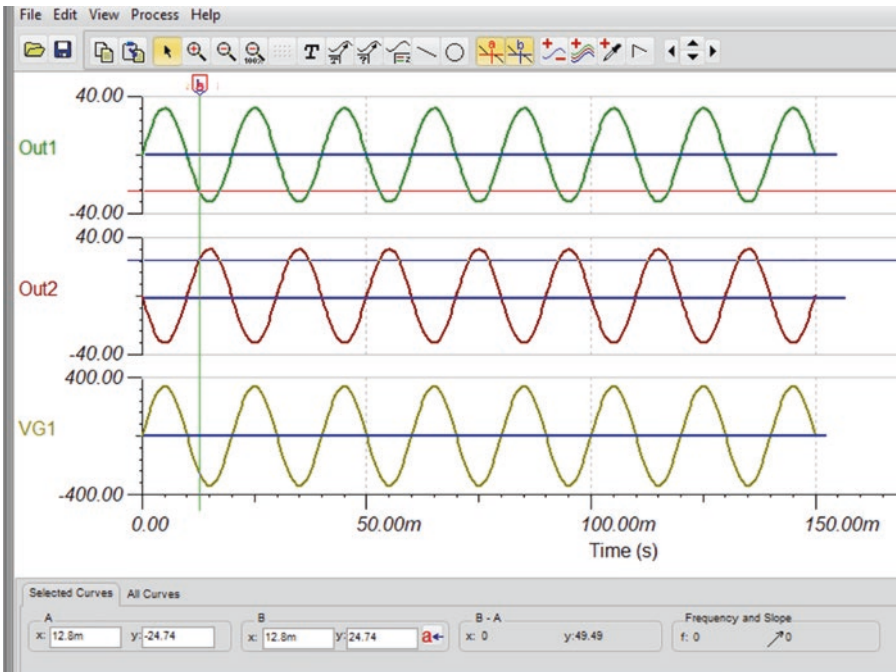 File Edit View Process Help
100%
T
a
b
b
40.00
Out1
-40.00
40.00
Out2
-40.00
400.00
VG1
-400.00
0.00 50.00m 100.00m 150.00m
Time (s)
Selected Curves All Curves
A B B - A Frequency and Slope
x: 12.8m y:-24.74 x: 12.8m y: 24.74 a x: 0 y:49.49 f: 0 0